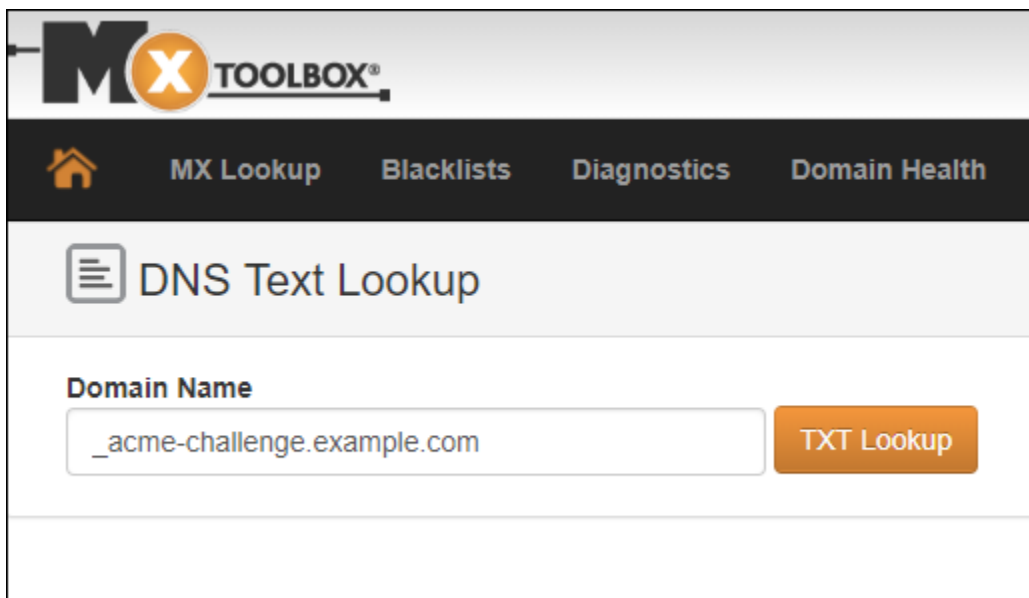 MX TOOLBOX®
MX Lookup Blacklists Diagnostics Domain Health
DNS Text Lookup
Domain Name
_acme-challenge.example.com TXT Lookup